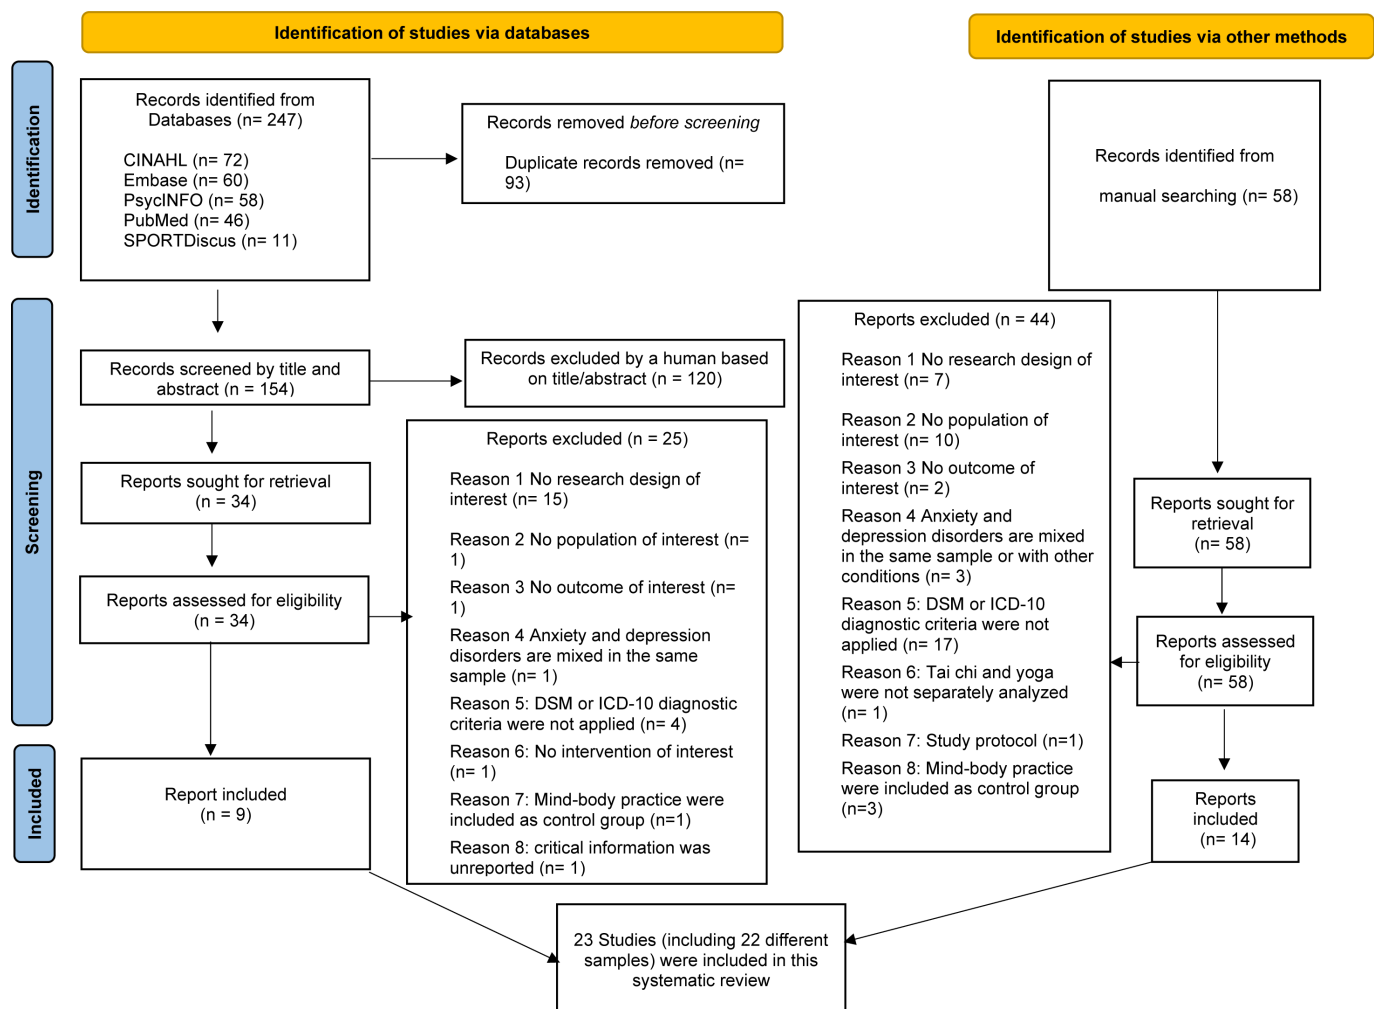 Identification of studies via databases
Identification of studies via other methods
Identification
Records identified from
Databases (n= 247)
CINAHL (n= 72)
Embase (n= 60)
PsycINFO (n= 58)
PubMed (n= 46)
SPORTDiscus (n= 11)
Records removed before screening
Duplicate records removed (n=
93)
Records identified from
manual searching (n= 58)
Screening
Records screened by title and
abstract (n = 154)
Records excluded by a human based
on title/abstract (n = 120)
Reports sought for retrieval
(n = 34)
Reports assessed for eligibility
(n = 34)
Reports excluded (n = 25)
Reason 1 No research design of
interest (n= 15)
Reason 2 No population of interest (n=
1)
Reason 3 No outcome of interest (n=
1)
Reason 4 Anxiety and depression
disorders are mixed in the same
sample (n= 1)
Reason 5: DSM or ICD-10 diagnostic
criteria were not applied (n= 4)
Reason 6: No intervention of interest
(n= 1)
Reason 7: Mind-body practice were
included as control group (n=1)
Reason 8: critical information was
unreported (n= 1)
Reports excluded (n = 44)
Reason 1 No research design of interest
(n= 7)
Reason 2 No population of
interest (n= 10)
Reason 3 No outcome of
interest (n= 2)
Reason 4 Anxiety and
depression disorders are mixed
in the same sample or with other
conditions (n= 3)
Reason 5: DSM or ICD-10
diagnostic criteria were not applied
(n= 17)
Reason 6: Tai chi and yoga
were not separately analyzed
(n= 1)
Reason 7: Study protocol (n=1)
Reason 8: Mind-body practice
were included as control group
(n=3)
Reports sought for
retrieval
(n= 58)
Reports assessed
for eligibility
(n= 58)
Included
Report included
(n = 9)
Reports
included
(n= 14)
23 Studies (including 22 different
samples) were included in this
systematic review